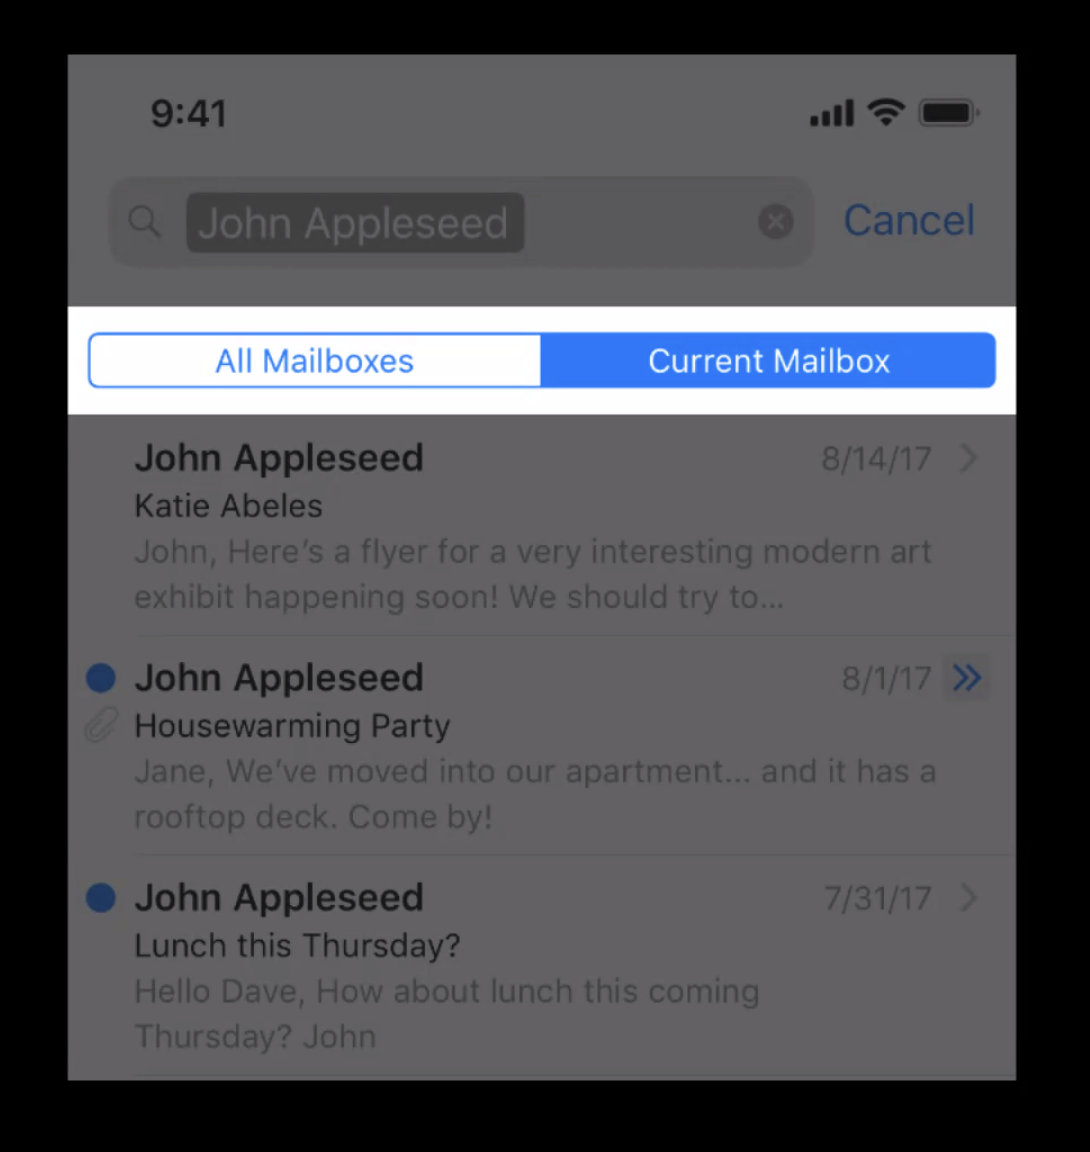 9:41
John Appleseed
Cancel
All Mailboxes
Current Mailbox
John Appleseed 8/14/17
Katie Abeles
John, Here’s a flyer for a very interesting modern art
exhibit happening soon! We should try to...
John Appleseed 8/1/17
Housewarming Party
Jane, We’ve moved into our apartment... and it has a
rooftop deck. Come by!
John Appleseed 7/31/17
Lunch this Thursday?
Hello Dave, How about lunch this coming
Thursday? John